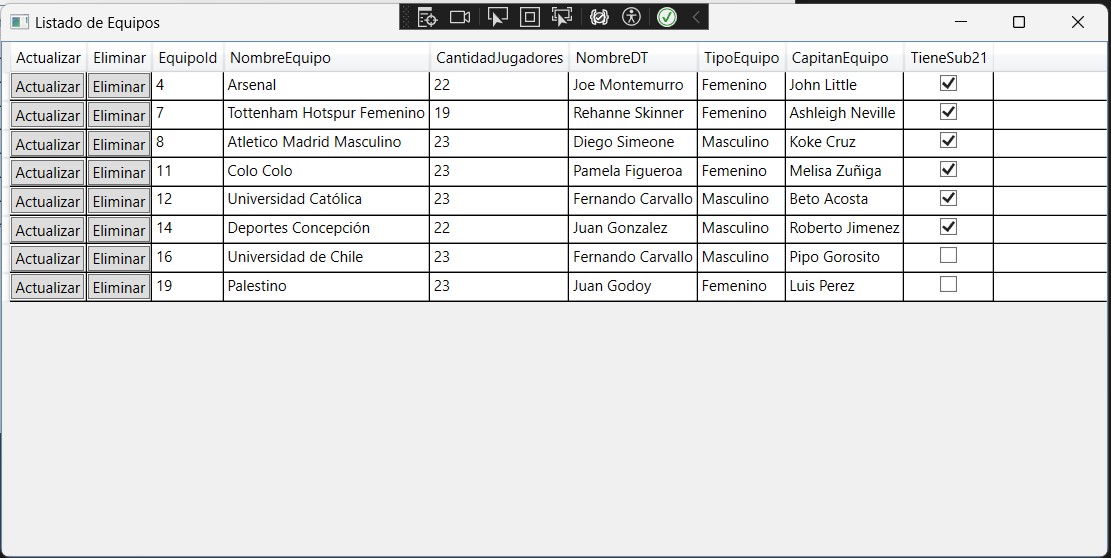 Listado de Equipos
Actualizar Eliminar EquipoId NombreEquipo CantidadJugadores NombreDT TipoEquipo CapitanEquipo TieneSub21
Actualizar Eliminar 4 Arsenal 22 Joe Montemurro Femenino John Little
Actualizar Eliminar 7 Tottenham Hotspur Femenino 19 Rehanne Skinner Femenino Ashleigh Neville
Actualizar Eliminar 8 Atletico Madrid Masculino 23 Diego Simeone Masculino Koke Cruz
Actualizar Eliminar 11 Colo Colo 23 Pamela Figueroa Femenino Melisa Zuñiga
Actualizar Eliminar 12 Universidad Católica 23 Fernando Carvallo Masculino Beto Acosta
Actualizar Eliminar 14 Deportes Concepción 22 Juan Gonzalez Masculino Roberto Jimenez
Actualizar Eliminar 16 Universidad de Chile 23 Fernando Carvallo Masculino Pipo Gorosito
Actualizar Eliminar 19 Palestino 23 Juan Godoy Femenino Luis Perez